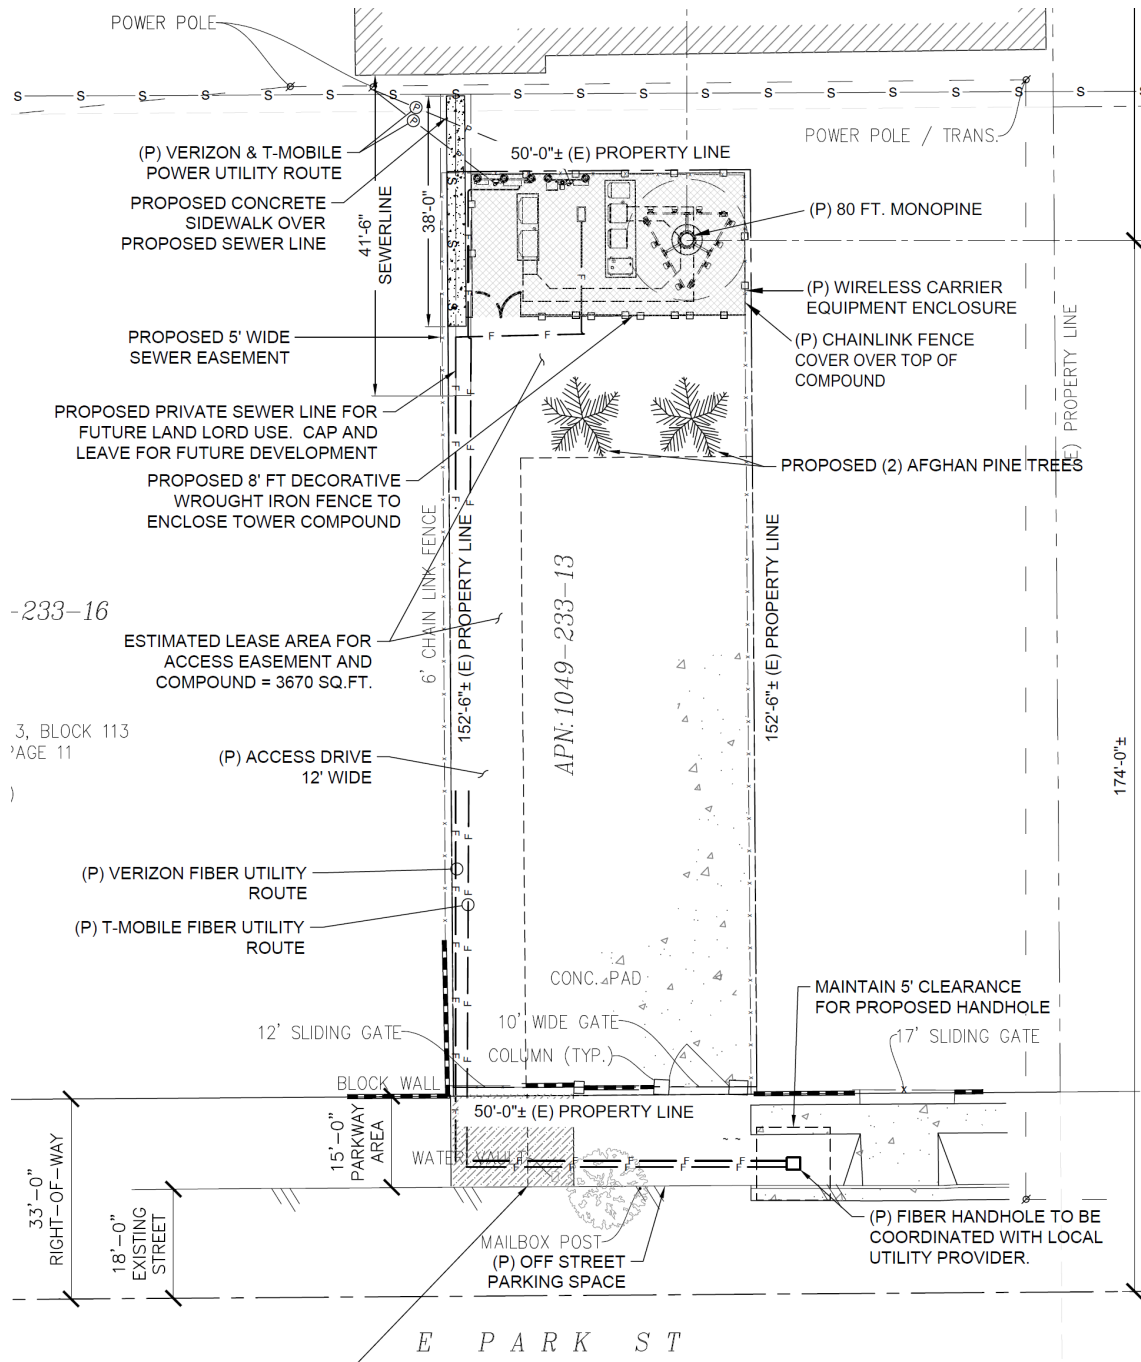 POWER POLE
POWER POLE / TRANS.
(P) VERIZON & T-MOBILE
POWER UTILITY ROUTE
50'-0"± (E) PROPERTY LINE
PROPOSED CONCRETE
SIDEWALK OVER
PROPOSED SEWER LINE
41'-6"
SEWERLINE
38'-0"
(P) 80 FT. MONOPINE
(P) WIRELESS CARRIER
EQUIPMENT ENCLOSURE
(E) PROPERTY LINE
PROPOSED 5' WIDE
SEWER EASEMENT
(P) CHAINLINK FENCE
COVER OVER TOP OF
COMPOUND
PROPOSED PRIVATE SEWER LINE FOR
FUTURE LAND LORD USE. CAP AND
LEAVE FOR FUTURE DEVELOPMENT
PROPOSED (2) AFGHAN PINE TREES
PROPOSED 8' FT DECORATIVE
WROUGHT IRON FENCE TO
ENCLOSE TOWER COMPOUND
6' CHAIN LINK FENCE
152'-6"± (E) PROPERTY LINE
APN:1049-233-13
152'-6"± (E) PROPERTY LINE
-233-16
ESTIMATED LEASE AREA FOR
ACCESS EASEMENT AND
COMPOUND = 3670 SQ.FT.
3, BLOCK 113
PAGE 11
)
(P) ACCESS DRIVE
12' WIDE
174'-0"±
(P) VERIZON FIBER UTILITY
ROUTE
(P) T-MOBILE FIBER UTILITY
ROUTE
CONC. PAD
MAINTAIN 5' CLEARANCE
FOR PROPOSED HANDHOLE
12' SLIDING GATE
10' WIDE GATE
17' SLIDING GATE
COLUMN (TYP.)
BLOCK WALL
50'-0"± (E) PROPERTY LINE
15'-0"
PARKWAY
AREA
WATER VAULT
33'-0"
RIGHT-OF-WAY
18'-0"
EXISTING
STREET
MAILBOX POST
(P) OFF STREET
PARKING SPACE
(P) FIBER HANDHOLE TO BE
COORDINATED WITH LOCAL
UTILITY PROVIDER.
E PARK ST